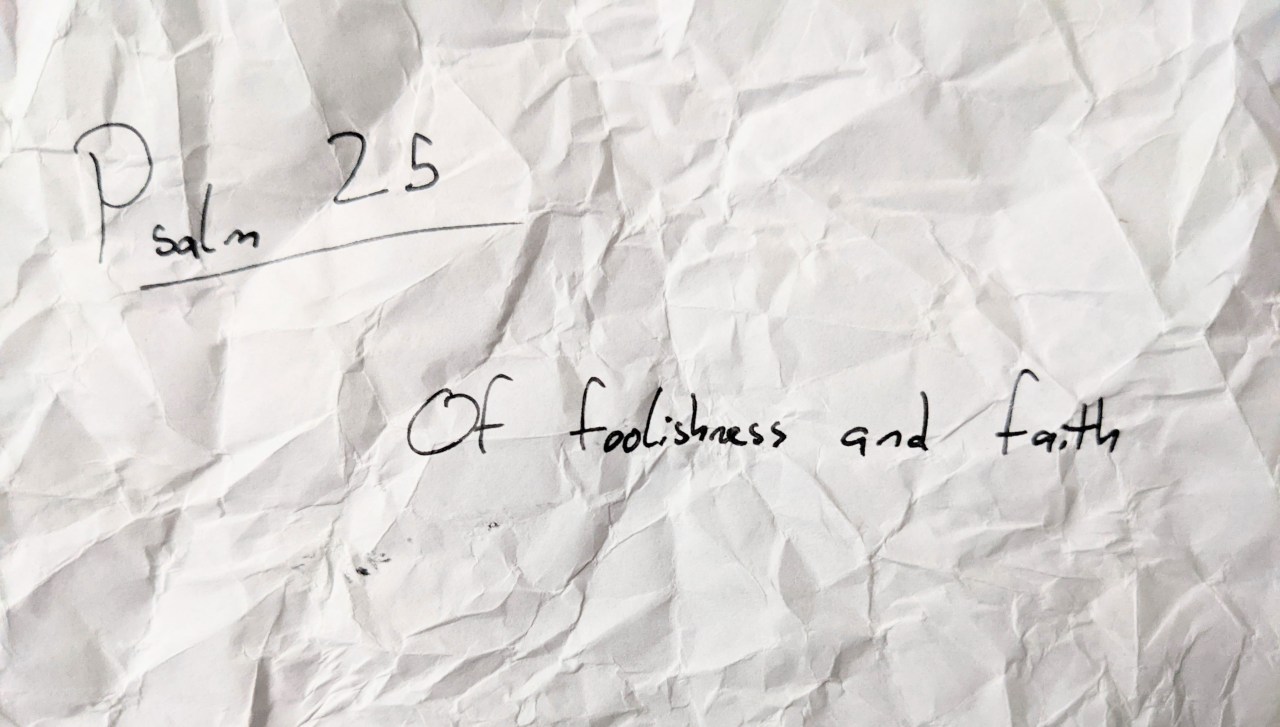 Psalm 25
Of foolishness and faith